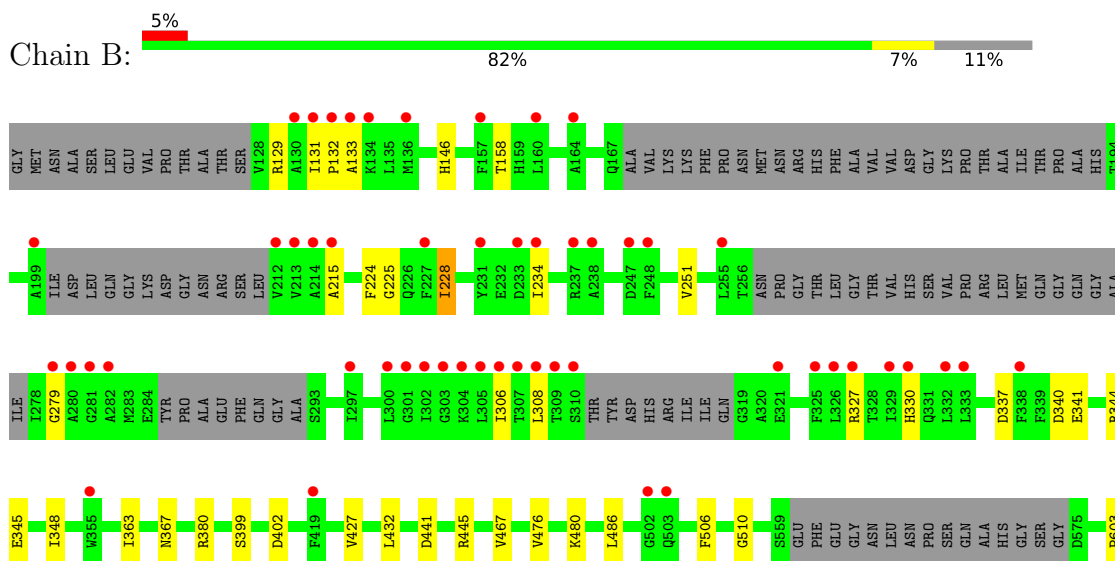 5%
Chain B:
82% 7% 11%
GLY MET ASN ALA SER LEU GLU VAL PRO THR ALA THR SER V128 R129 A130 I131 P132 A133 K134 L135 M136 H146 F157 T158 H159 L160 A164 Q167 ALA VAL LYS LYS PHE PRO ASN MET ASN ARG HIS PHE ALA VAL VAL ASP GLY LYS PRO THR ALA ILE THR PRO ALA HIS T194
A199 ILE ASP LEU GLN GLY LYS ASP GLY ASN ARG SER LEU V212 V213 A214 A215 F224 G225 Q226 F227 I228 Y231 E232 D233 I234 R237 A238 D247 F248 V251 L255 T256 ASN PRO GLY THR LEU GLY THR VAL HIS SER VAL PRO ARG LEU MET GLN GLY GLN GLY ALA
ILE I278 G279 A280 G281 A282 M283 E284 TYR PRO ALA GLU PHE GLN GLY ALA S293 I297 L300 G301 I302 G303 K304 L305 I306 T307 L308 T309 S310 THR TYR ASP HIS ARG ILE ILE GLN G319 A320 E321 F325 L326 R327 T328 I329 H330 Q331 L332 L333 D337 F338 F339 D340 E341
E345 I348 W355 I363 N367 R380 S399 D402 F419 V427 L432 D441 R445 V467 V476 K480 L486 G502 Q503 F506 G510 S559 GLU PHE GLU GLY ASN LEU ASN PRO SER GLN ALA HIS GLY SER GLY D575